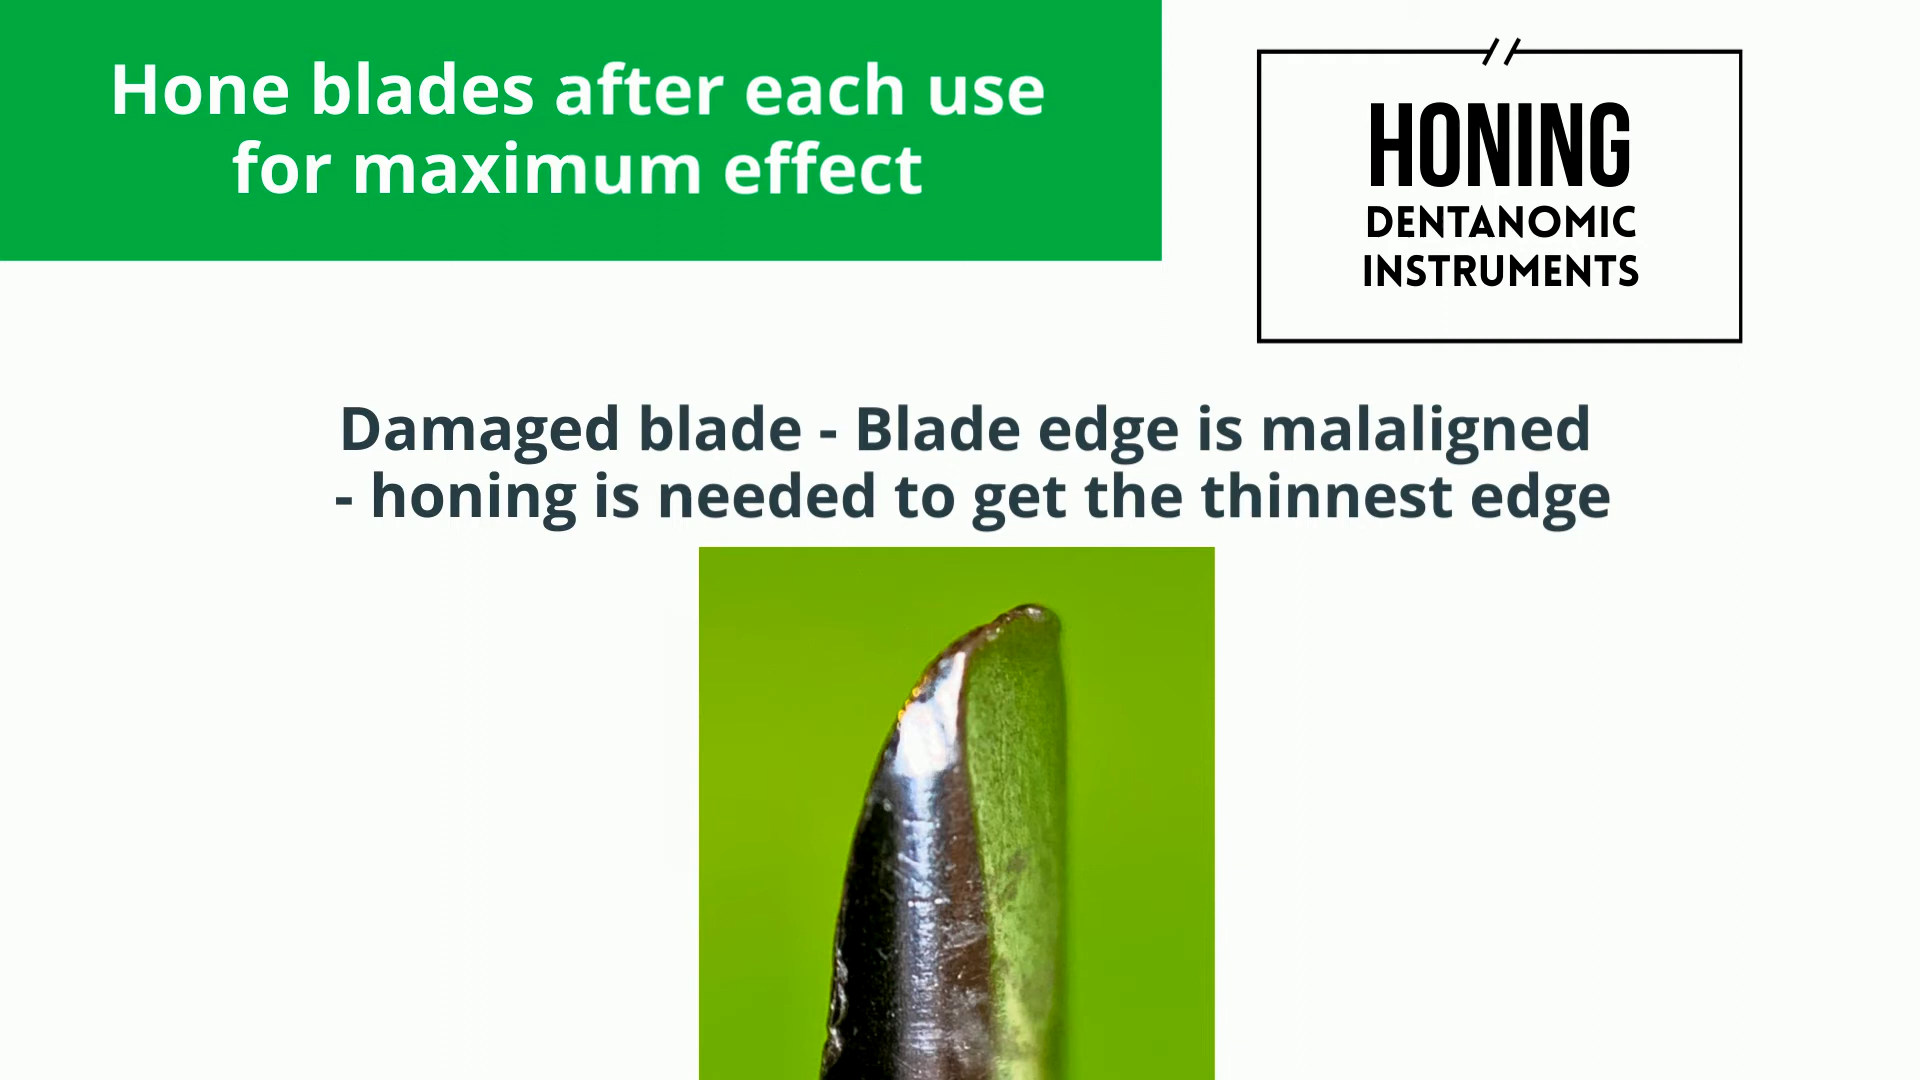 Hone blades after each use
for maximum effect
HONING
DENTANOMIC
INSTRUMENTS
Damaged blade - Blade edge is malaligned
- honing is needed to get the thinnest edge